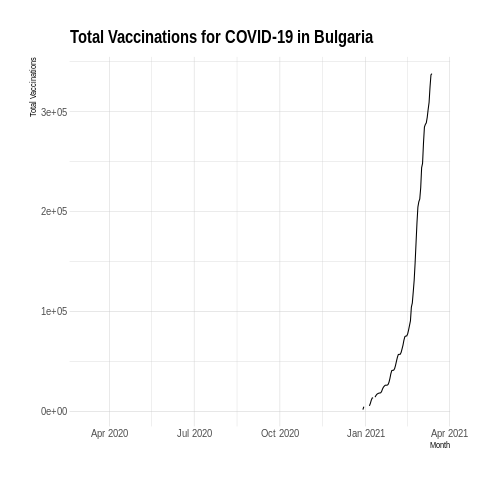 Total Vaccinations for COVID-19 in Bulgaria
Total Vaccinations
3e+05
2e+05
1e+05
0e+00
Apr 2020 Jul 2020 Oct 2020 Jan 2021 Apr 2021
Month